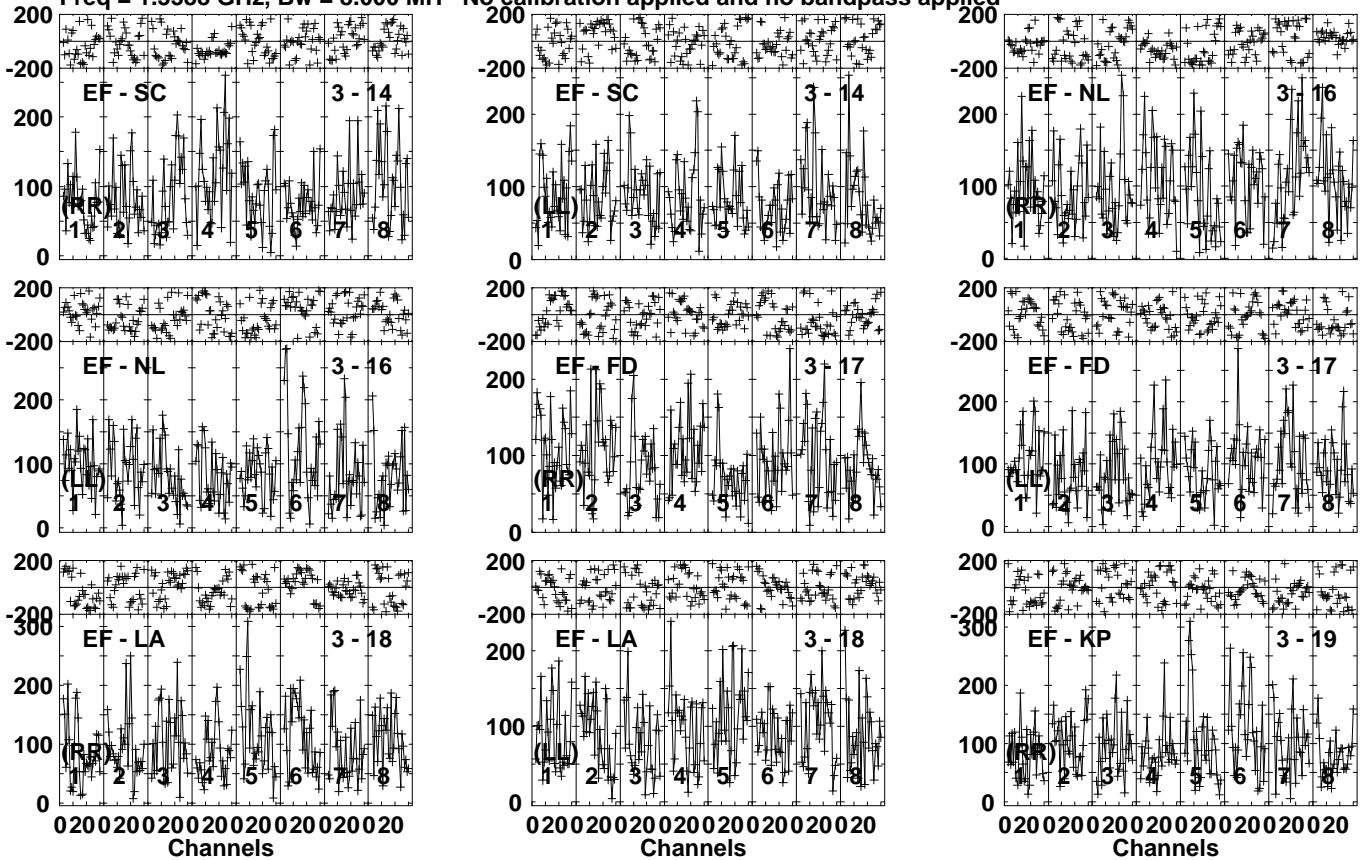 Freq = GHz, Bw = 8.000 MH No calibration applied and no bandpass applied
200 200 200
-200 -200 -200
EF - SC 3 - 14 EF - SC 3 - 14 EF - NL 3 - 16
200 200 200
100 100 100
(RR) (LL) (RR)
1 2 3 4 5 6 7 8 1 2 3 4 5 6 7 8 1 2 3 4 5 6 7 8
0 0 0
200 200 200
-200 -200 -200
EF - NL 3 - 16 EF - FD 3 - 17 EF - FD 3 - 17
200 200 200
100 100 100
(LL) (RR) (LL)
1 2 3 4 5 6 7 8 1 2 3 4 5 6 7 8 1 2 3 4 5 6 7 8
0 0 0
200 200 200
-200 -200 -200
300 300
EF - LA 3 - 18 EF - LA 3 - 18 EF - KP 3 - 19
200 200 200
100 100 100
(RR) (LL) (RR)
1 2 3 4 5 6 7 8 1 2 3 4 5 6 7 8 1 2 3 4 5 6 7 8
0 0 0
0 20 0 20 0 20 0 20 0 20 0 20 0 20 0 20 0 20 0 20 0 20 0 20 0 20 0 20 0 20 0 20 0 20 0 20 0 20 0 20 0 20 0 20 0 20 0 20
Channels Channels Channels